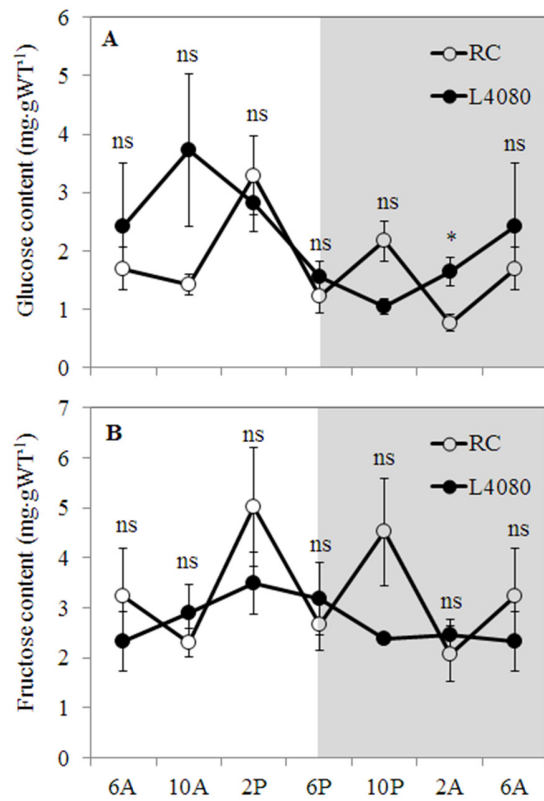 A
RC
L4080
Glucose content (mg·gWT⁻¹)
6
5
4
3
2
1
0
ns
ns
ns
ns
ns
*
ns
B
RC
L4080
Fructose content (mg·gWT⁻¹)
7
6
5
4
3
2
1
0
ns
ns
ns
ns
ns
ns
ns
6A 10A 2P 6P 10P 2A 6A